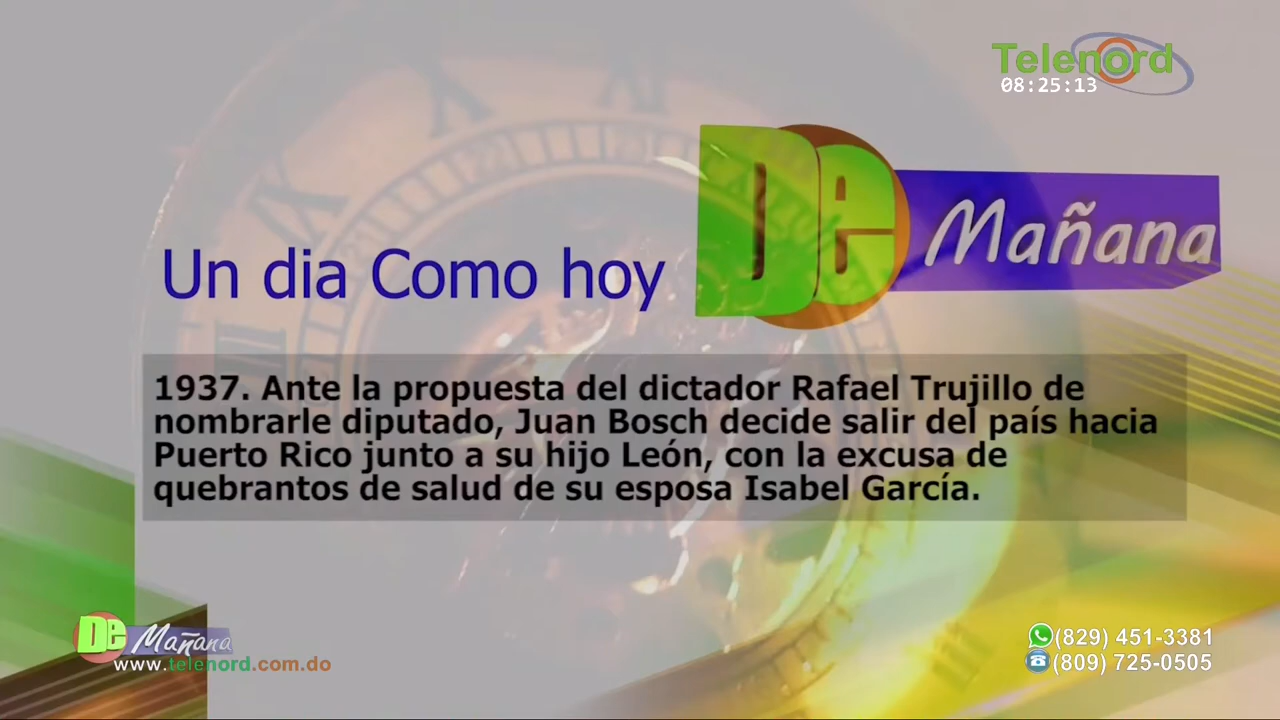 Telenord
08:25:13
De Mañana
Un dia Como hoy
1937. Ante la propuesta del dictador Rafael Trujillo de
nombrarle diputado, Juan Bosch decide salir del país hacia
Puerto Rico junto a su hijo León, con la excusa de
quebrantos de salud de su esposa Isabel García.
De Mañana
www.telenord.com.do
(829) 451-3381
(809) 725-0505